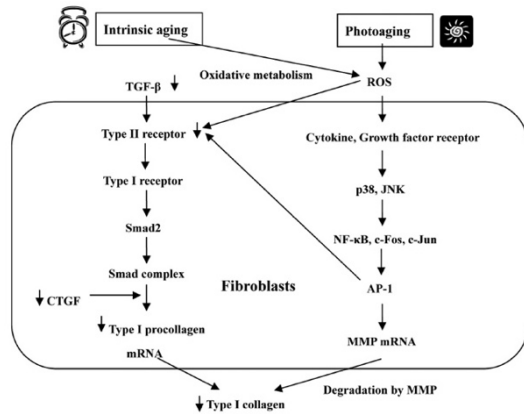 Intrinsic aging
Photoaging
Oxidative metabolism
ROS
TGF-β
Type II receptor
Cytokine, Growth factor receptor
Type I receptor
p38, JNK
Smad2
NF-κB, c-Fos, c-Jun
Smad complex
Fibroblasts
AP-1
CTGF
Type I procollagen
mRNA
MMP mRNA
Degradation by MMP
Type I collagen